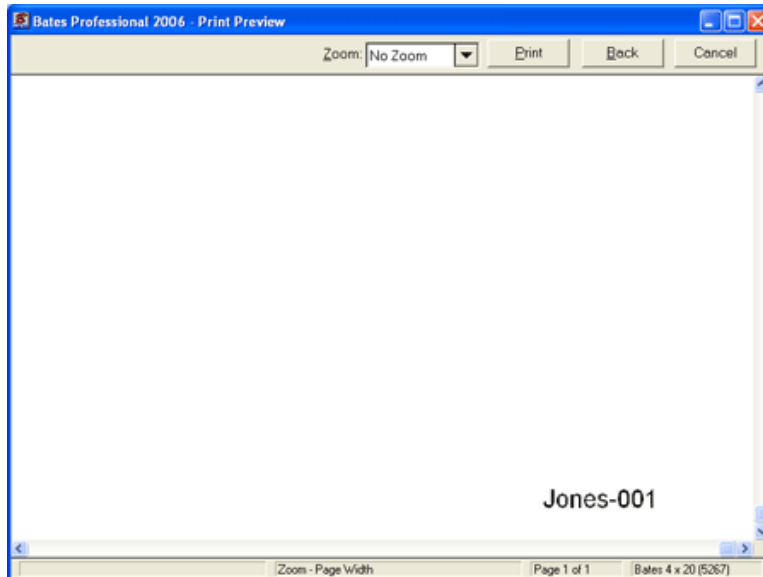 Bates Professional 2006 - Print Preview
Zoom: No Zoom Print Back Cancel
Jones-001
Zoom - Page Width Page 1 of 1 Bates 4 x 20 (5267)